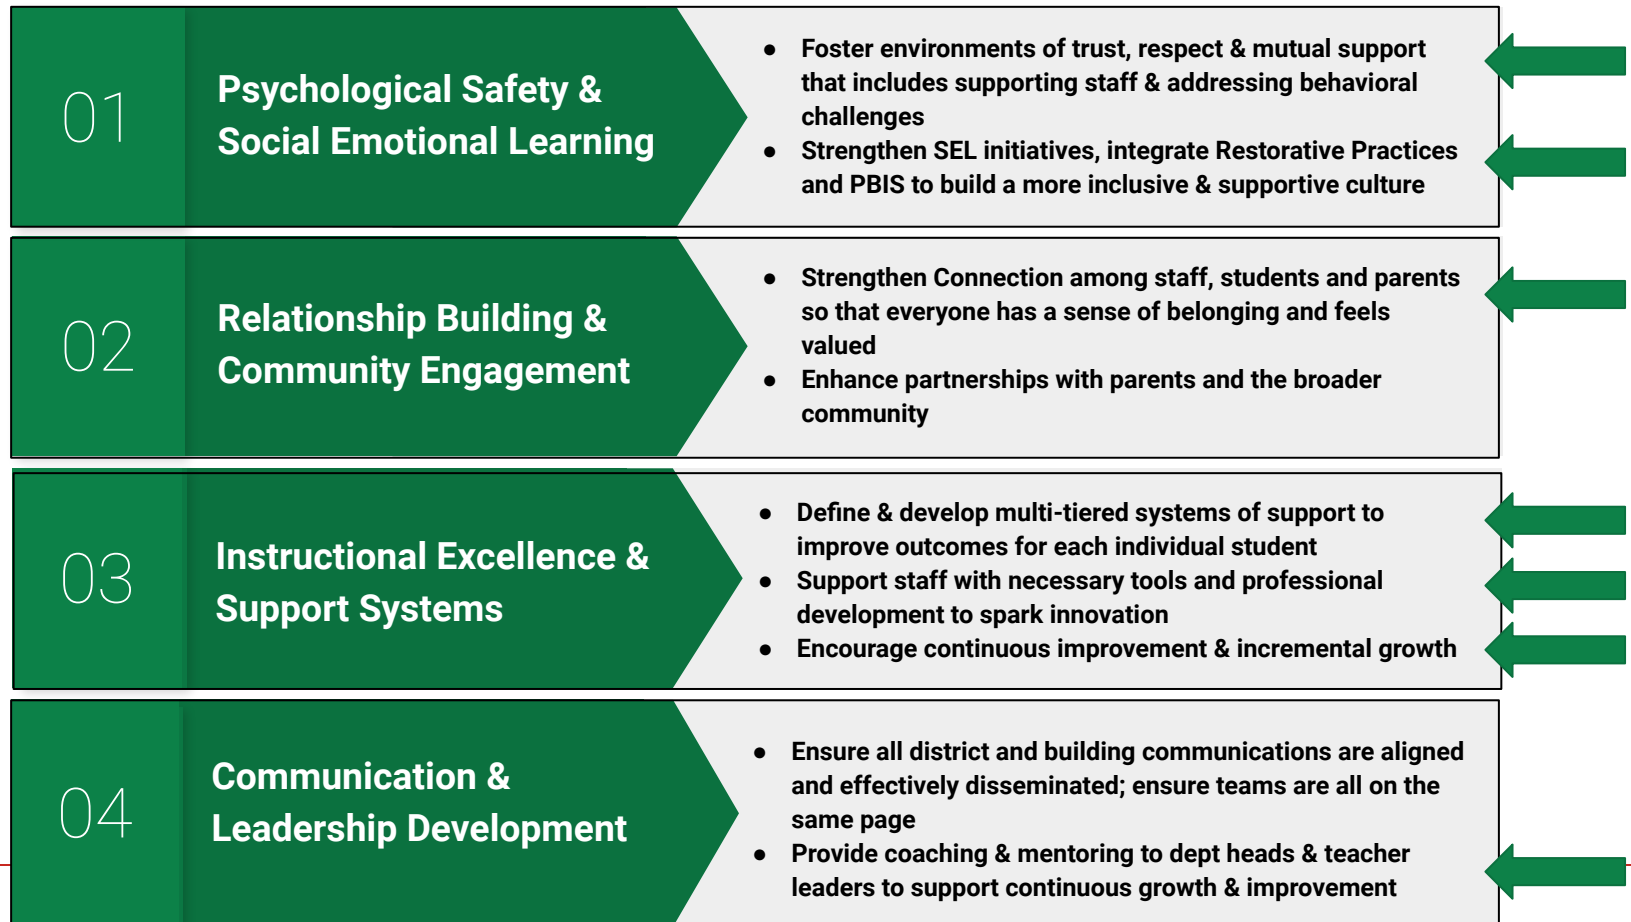 01
Psychological Safety &
Social Emotional Learning
● Foster environments of trust, respect & mutual support
that includes supporting staff & addressing behavioral
challenges
● Strengthen SEL initiatives, integrate Restorative Practices
and PBIS to build a more inclusive & supportive culture
02
Relationship Building &
Community Engagement
● Strengthen Connection among staff, students and parents
so that everyone has a sense of belonging and feels
valued
● Enhance partnerships with parents and the broader
community
03
Instructional Excellence &
Support Systems
● Define & develop multi-tiered systems of support to
improve outcomes for each individual student
● Support staff with necessary tools and professional
development to spark innovation
● Encourage continuous improvement & incremental growth
04
Communication &
Leadership Development
● Ensure all district and building communications are aligned
and effectively disseminated; ensure teams are all on the
same page
● Provide coaching & mentoring to dept heads & teacher
leaders to support continuous growth & improvement